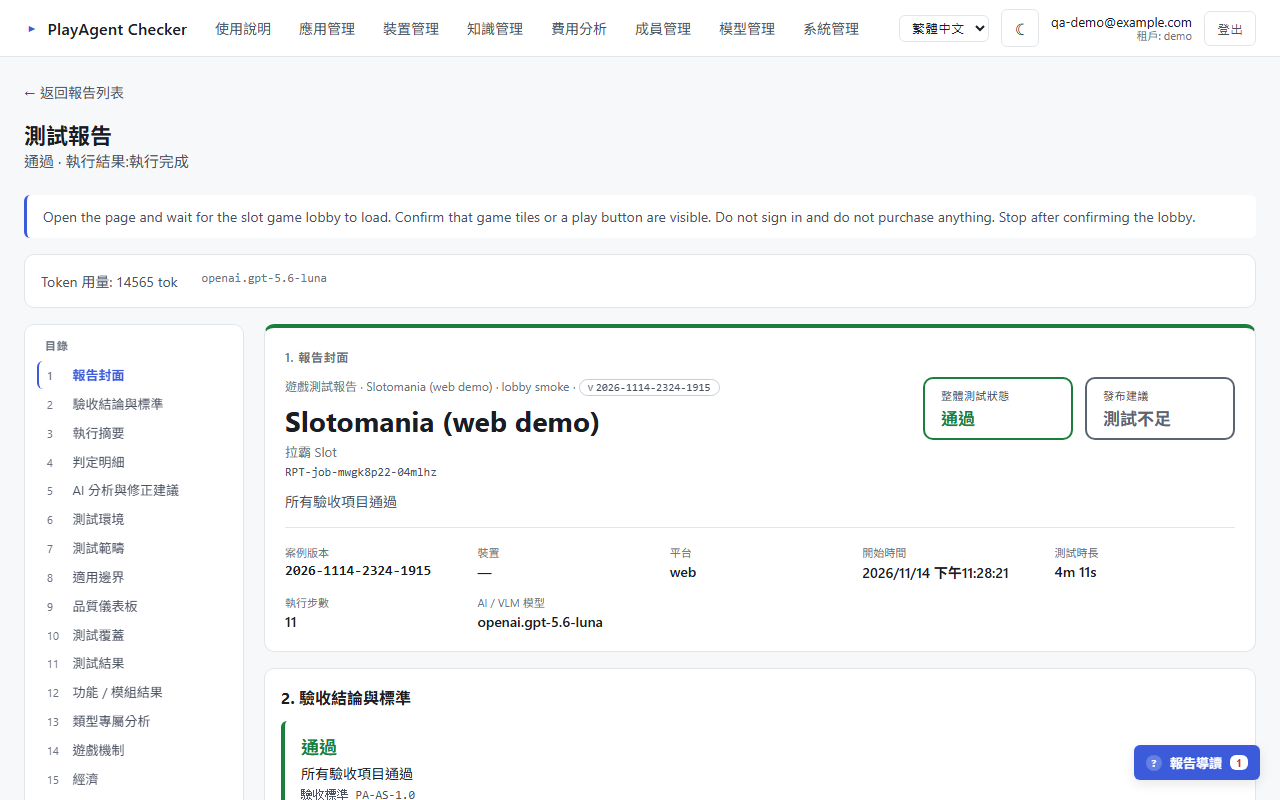 PlayAgent Checker 使用說明 應用管理 裝置管理 知識管理 費用分析 成員管理 模型管理 系統管理 繁體中文 qa-demo@example.com 登出
租戶: demo
← 返回報告列表
測試報告
通過 · 執行結果:執行完成
Open the page and wait for the slot game lobby to load. Confirm that game tiles or a play button are visible. Do not sign in and do not purchase anything. Stop after confirming the lobby.
Token 用量: 14565 tok openai.gpt-5.6-luna
目錄
1 報告封面
2 驗收結論與標準
3 執行摘要
4 判定明細
5 AI 分析與修正建議
6 測試環境
7 測試範疇
8 適用邊界
9 品質儀表板
10 測試覆蓋
11 測試結果
12 功能 / 模組結果
13 類型專屬分析
14 遊戲機制
15 經濟
1. 報告封面
遊戲測試報告 · Slotomania (web demo) · lobby smoke · v 2026-1114-2324-1915
Slotomania (web demo)
拉霸 Slot
RPT-job-mwgk8p22-04mlhz
所有驗收項目通過
整體測試狀態
通過
發布建議
測試不足
案例版本 裝置 平台 開始時間 測試時長
2026-1114-2324-1915 — web 2026/11/14 下午11:28:21 4m 11s
執行步數 AI / VLM 模型
11 openai.gpt-5.6-luna
2. 驗收結論與標準
通過
所有驗收項目通過
驗收標準 PA-AS-1.0
? 報告導讀 1